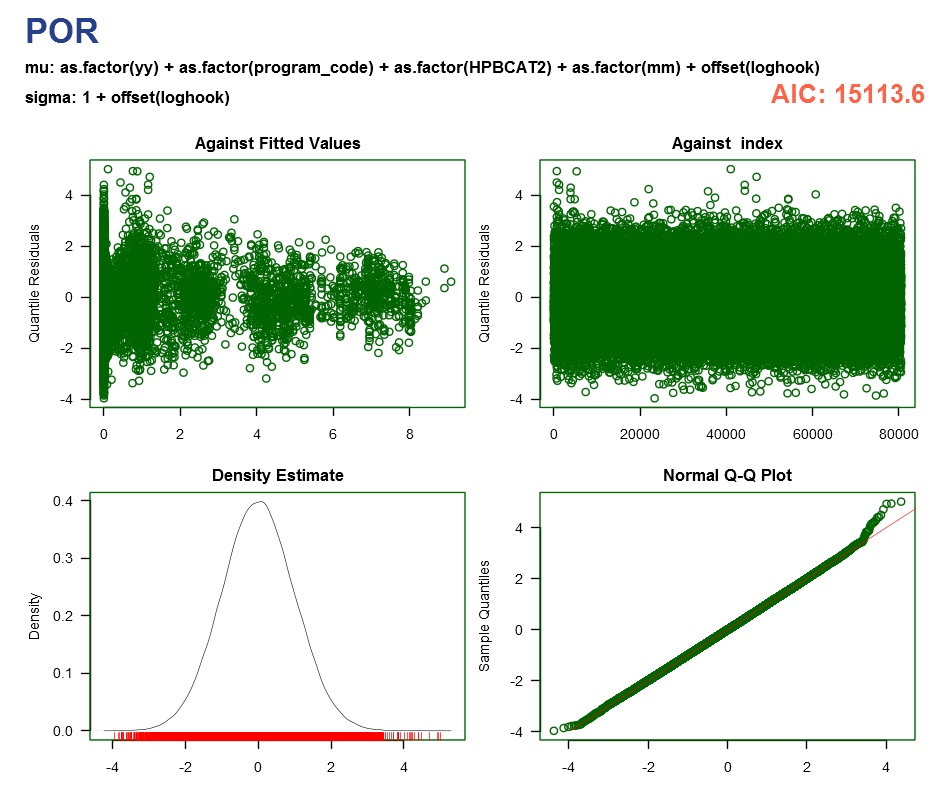 POR
mu: as.factor(yy) + as.factor(program_code) + as.factor(HPBCAT2) + as.factor(mm) + offset(loghook)
sigma: 1 + offset(loghook)
AIC: 15113.6
Against Fitted Values
Quantile Residuals
4
2
0
-2
-4
0 2 4 6 8
Against  index
Quantile Residuals
4
2
0
-2
-4
0 20000 40000 60000 80000
Density Estimate
Density
0.4
0.3
0.2
0.1
0.0
-4 -2 0 2 4
Normal Q-Q Plot
Sample Quantiles
4
2
0
-2
-4
-4 -2 0 2 4